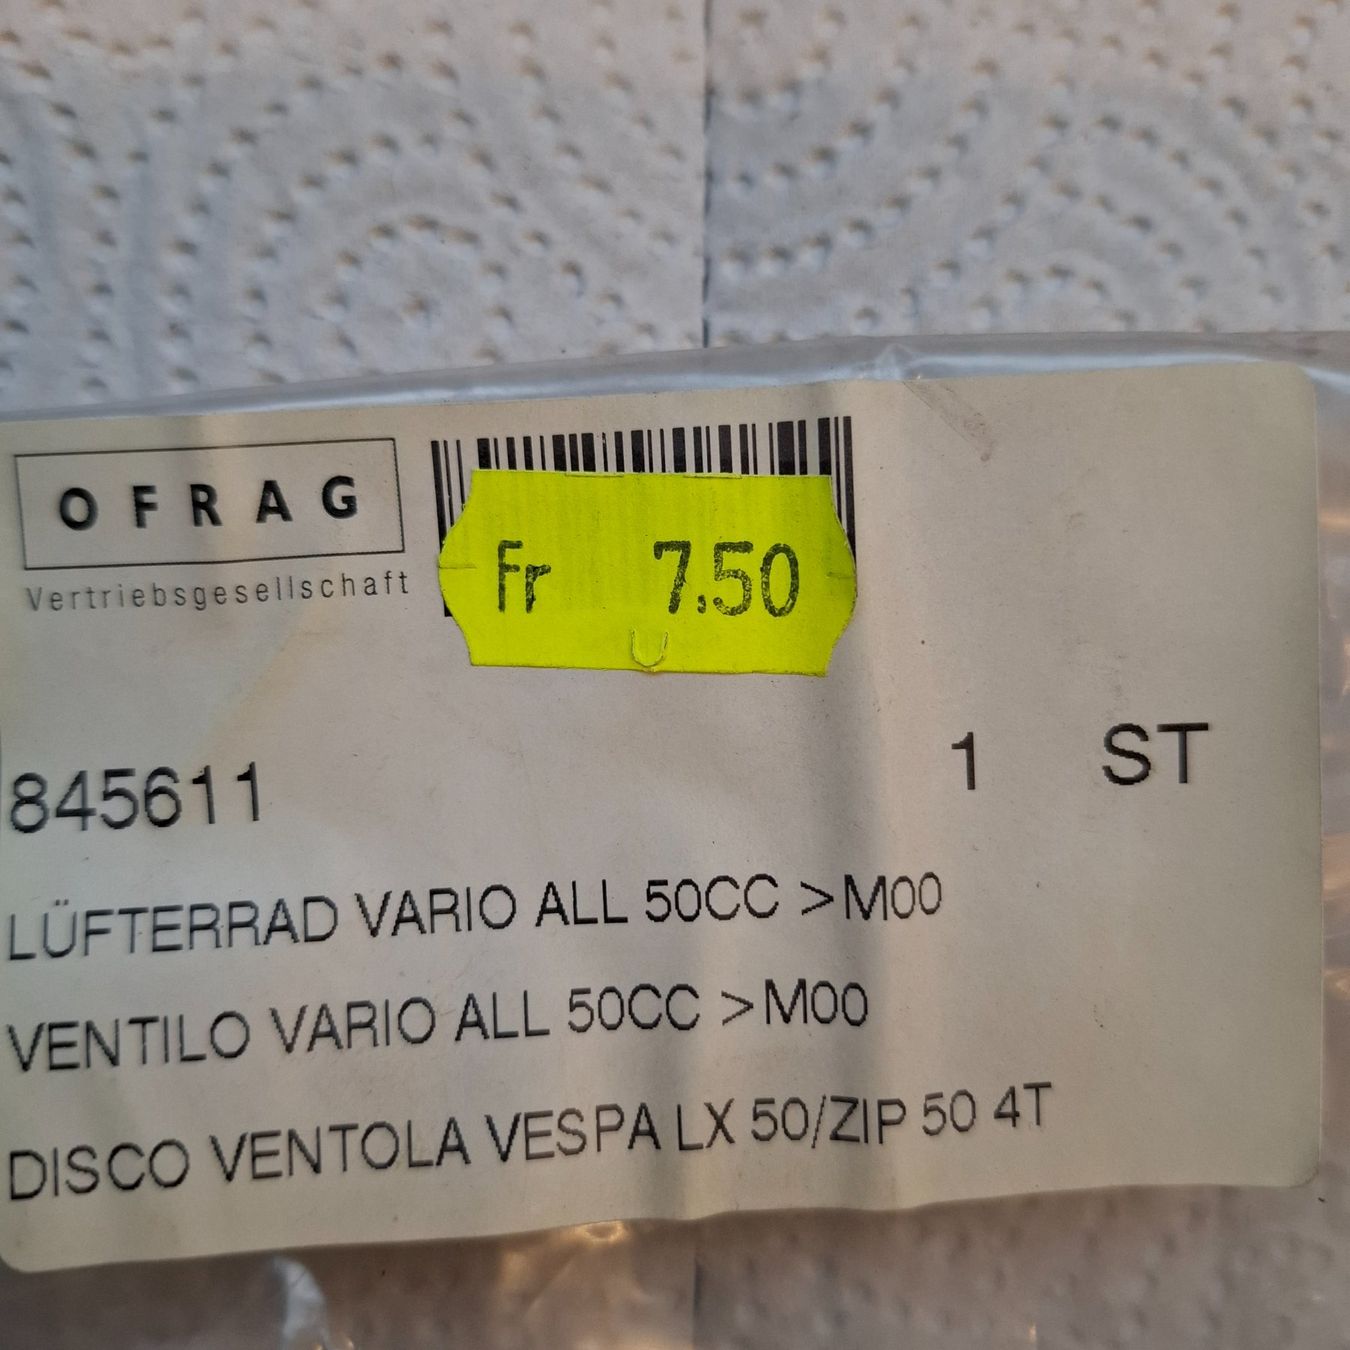 OFRAG
Vertriebsgesellschaft
Fr 7.50
845611 1 ST
LÜFTERRAD VARIO ALL 50CC >M00
VENTILO VARIO ALL 50CC >M00
DISCO VENTOLA VESPA LX 50/ZIP 50 4T